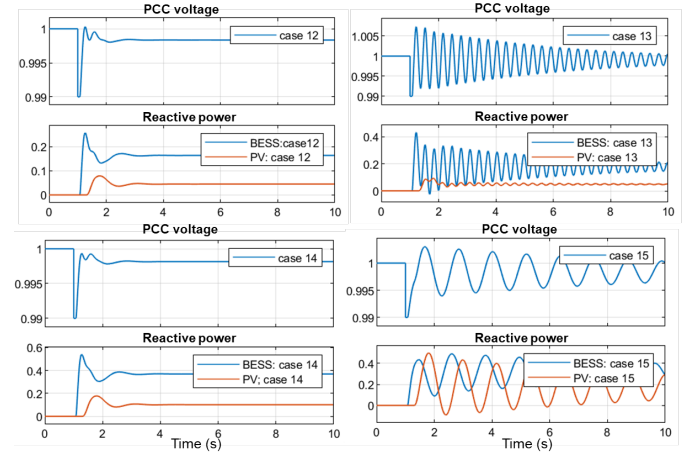 PCC voltage
1
0.995
0.99
case 12
Reactive power
0.2
0.1
0
BESS:case12
PV: case 12
0 2 4 6 8 10
PCC voltage
1.005
1
0.995
0.99
case 13
Reactive power
0.4
0.2
0
BESS: case 13
PV: case 13
0 2 4 6 8 10
PCC voltage
1
0.995
0.99
case 14
Reactive power
0.6
0.4
0.2
0
BESS: case 14
PV; case 14
0 2 4 6 8 10
Time (s)
PCC voltage
1
0.995
0.99
case 15
Reactive power
0.4
0.2
0
BESS: case 15
PV: case 15
0 2 4 6 8 10
Time (s)